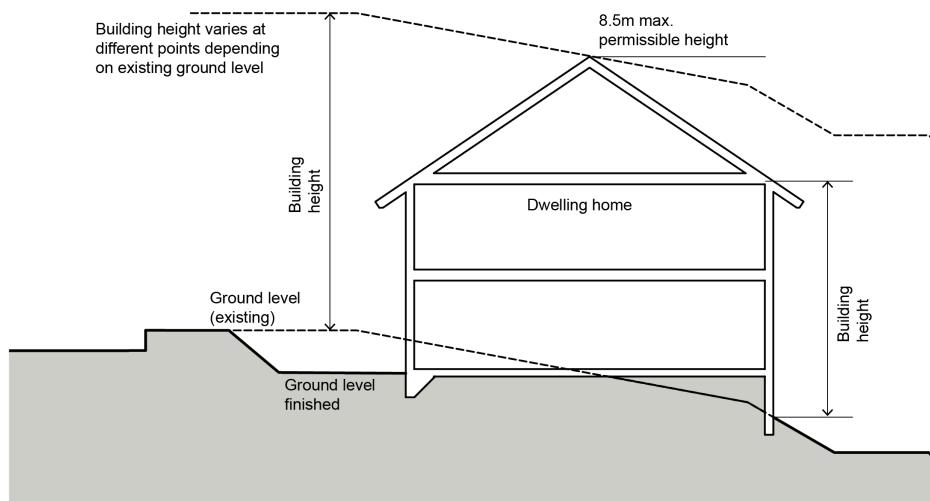 Building height varies at
different points depending
on existing ground level
8.5m max.
permissible height
Building
height
Dwelling home
Ground level
(existing)
Building
height
Ground level
finished